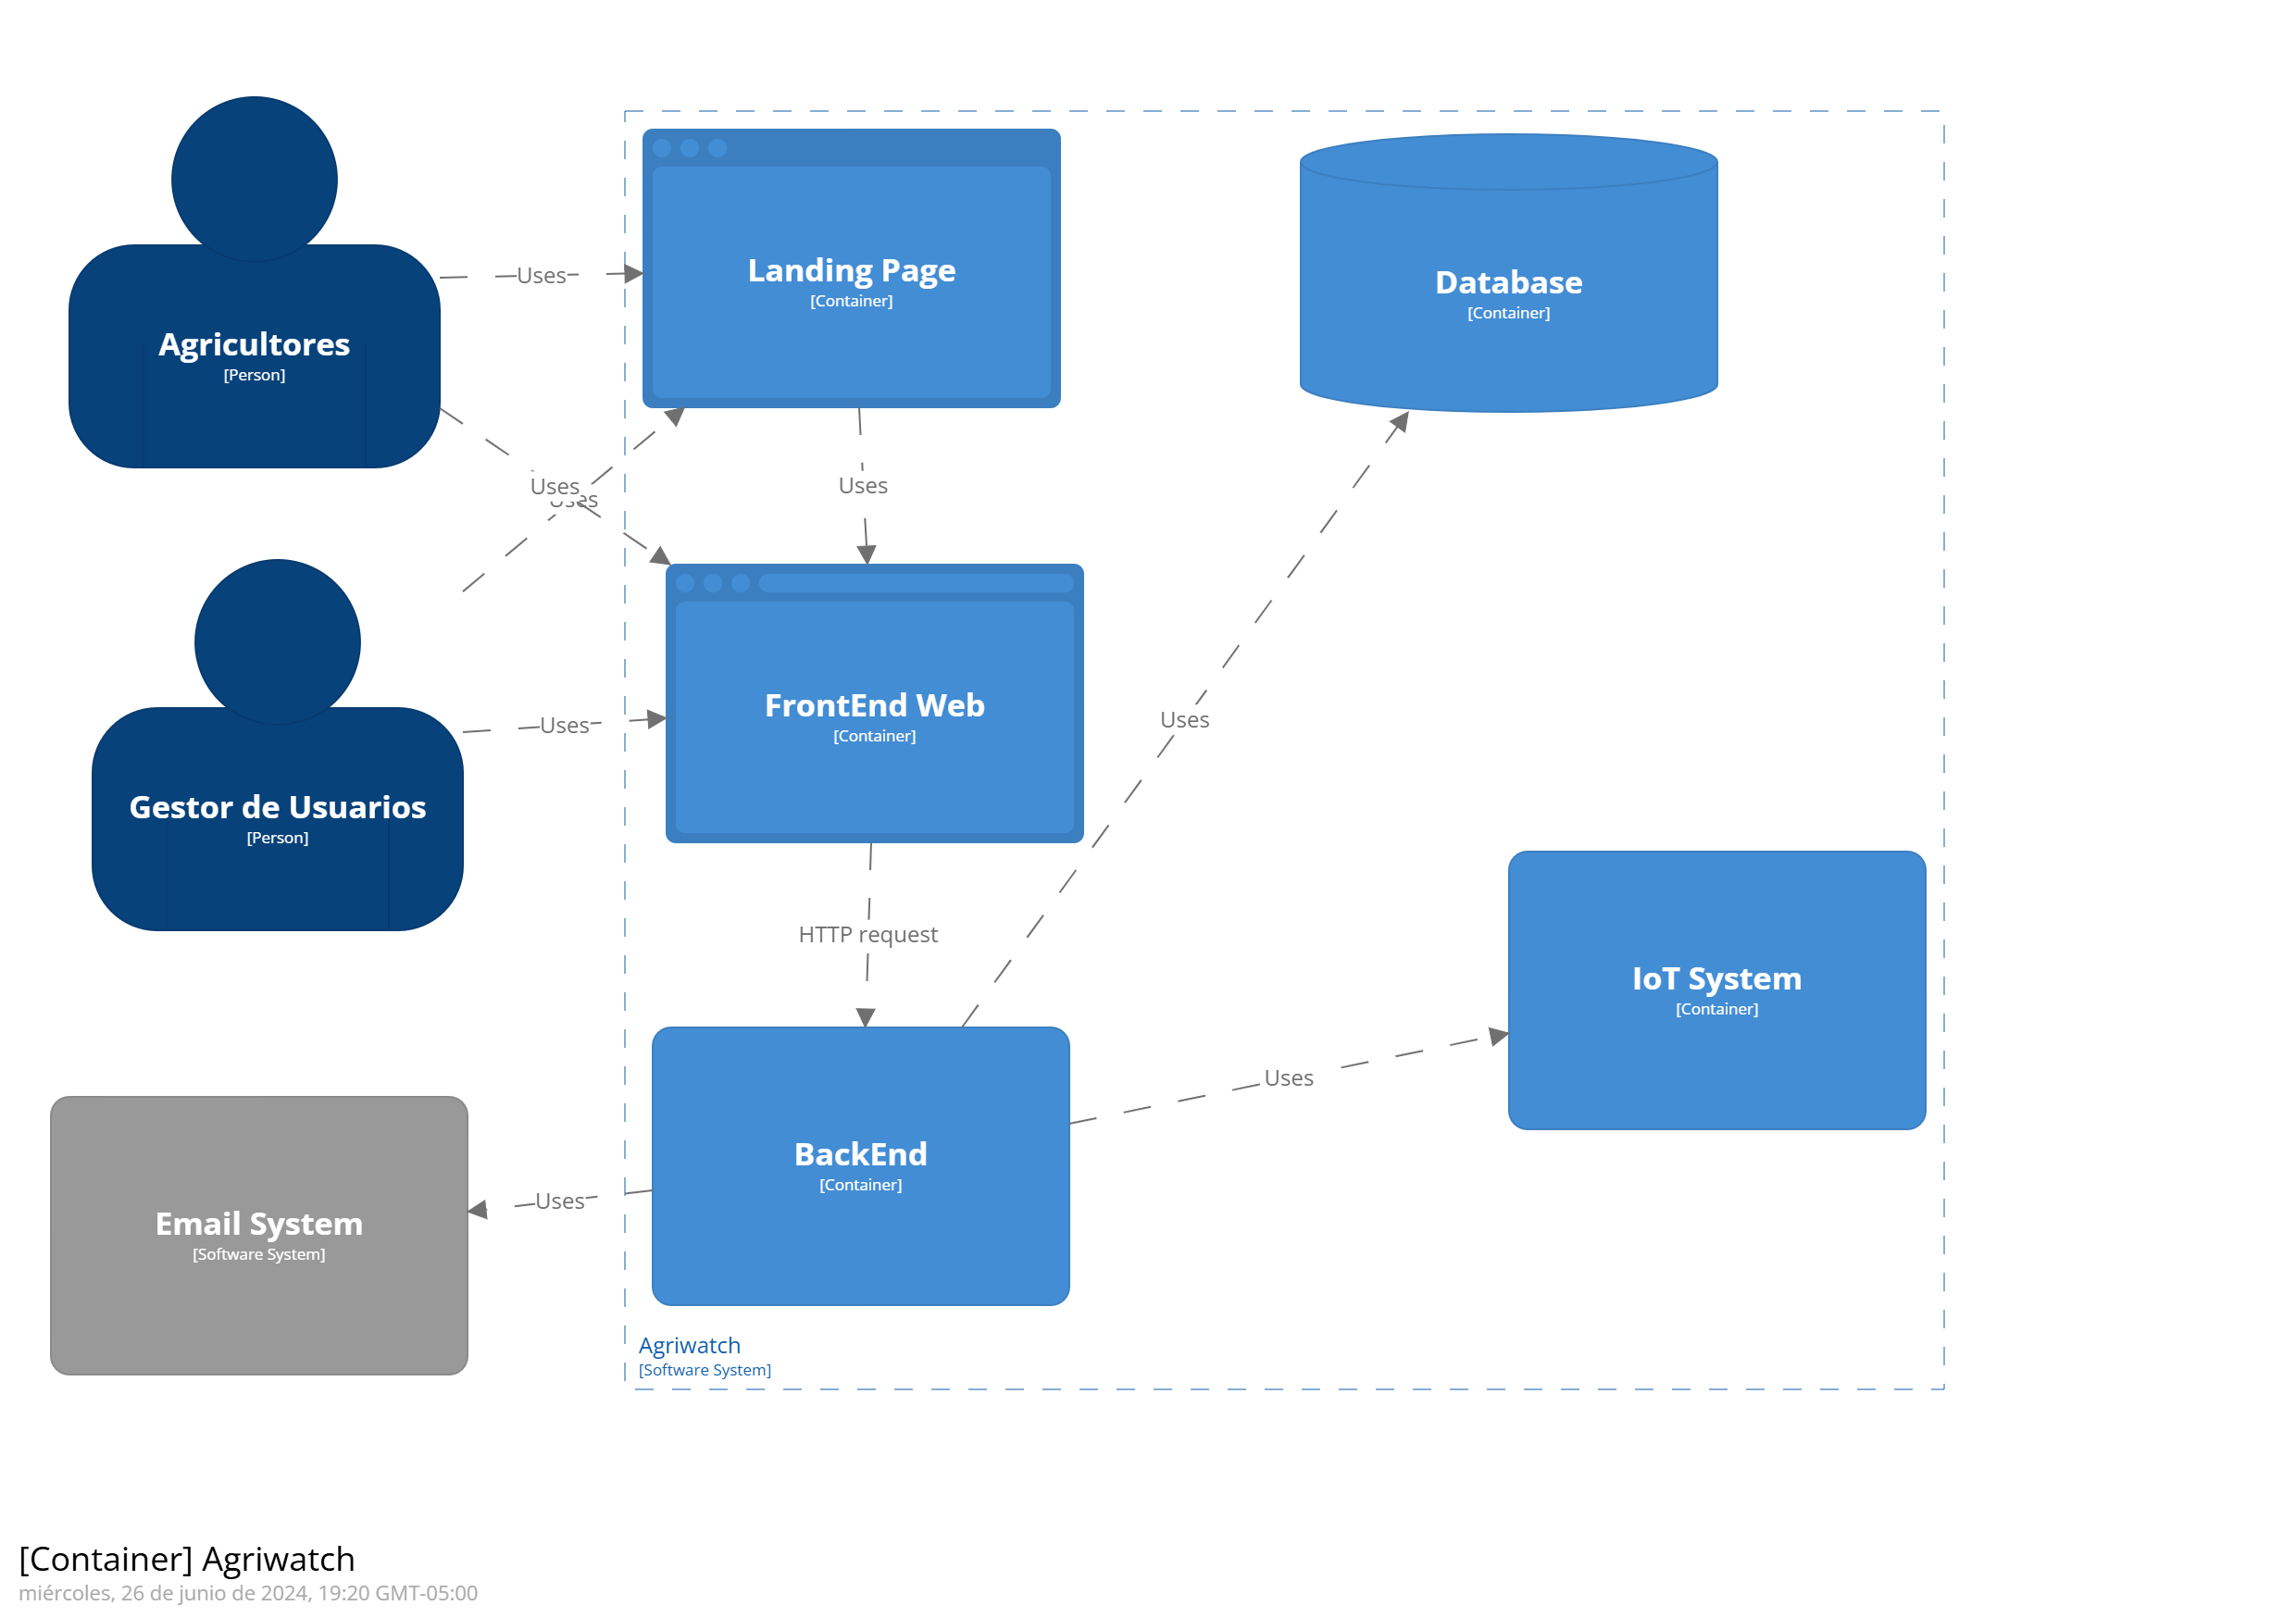 Agricultores
[Person]
Uses
Landing Page
[Container]
Database
[Container]
Uses
Uses
Uses
Gestor de Usuarios
[Person]
Uses
FrontEnd Web
[Container]
Uses
HTTP request
IoT System
[Container]
Uses
BackEnd
[Container]
Uses
Email System
[Software System]
Agriwatch
[Software System]
[Container] Agriwatch
miércoles, 26 de junio de 2024, 19:20 GMT-05:00